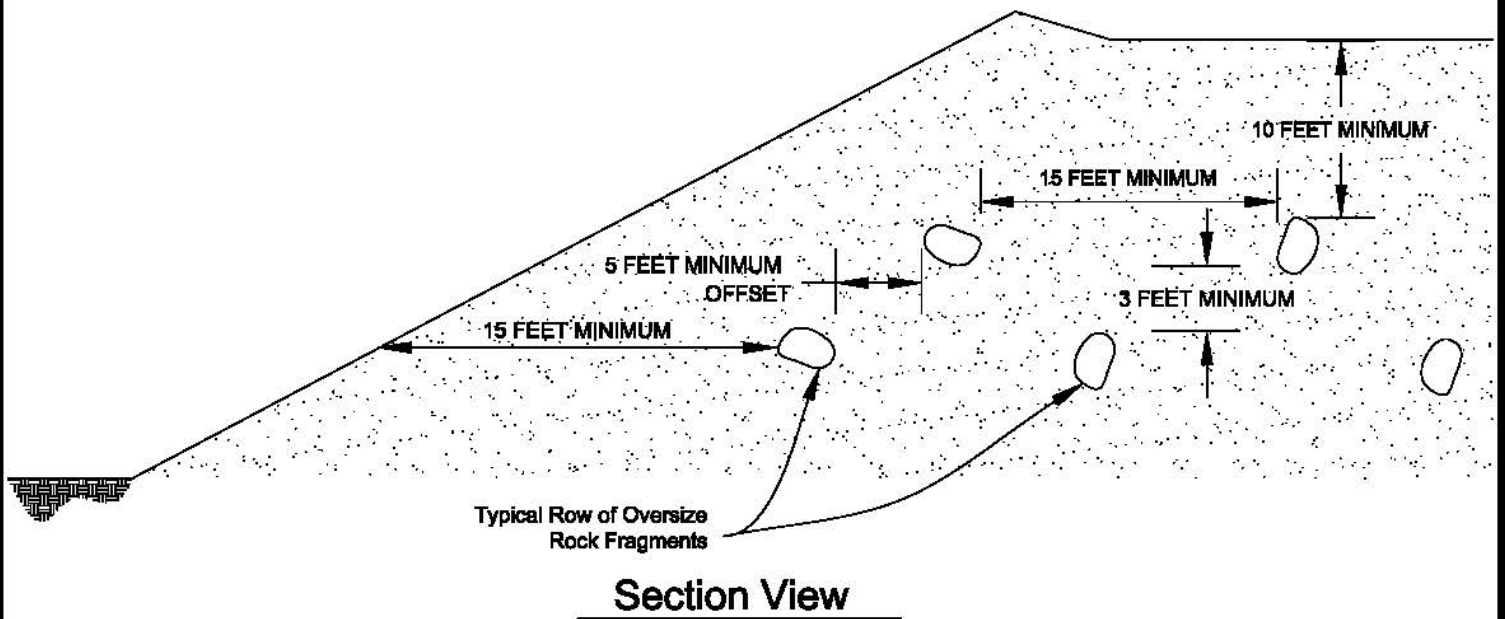 10 FEET MINIMUM
15 FEET MINIMUM
5 FEET MINIMUM
OFFSET
3 FEET MINIMUM
15 FEET MINIMUM
Typical Row of Oversize
Rock Fragments
Section View